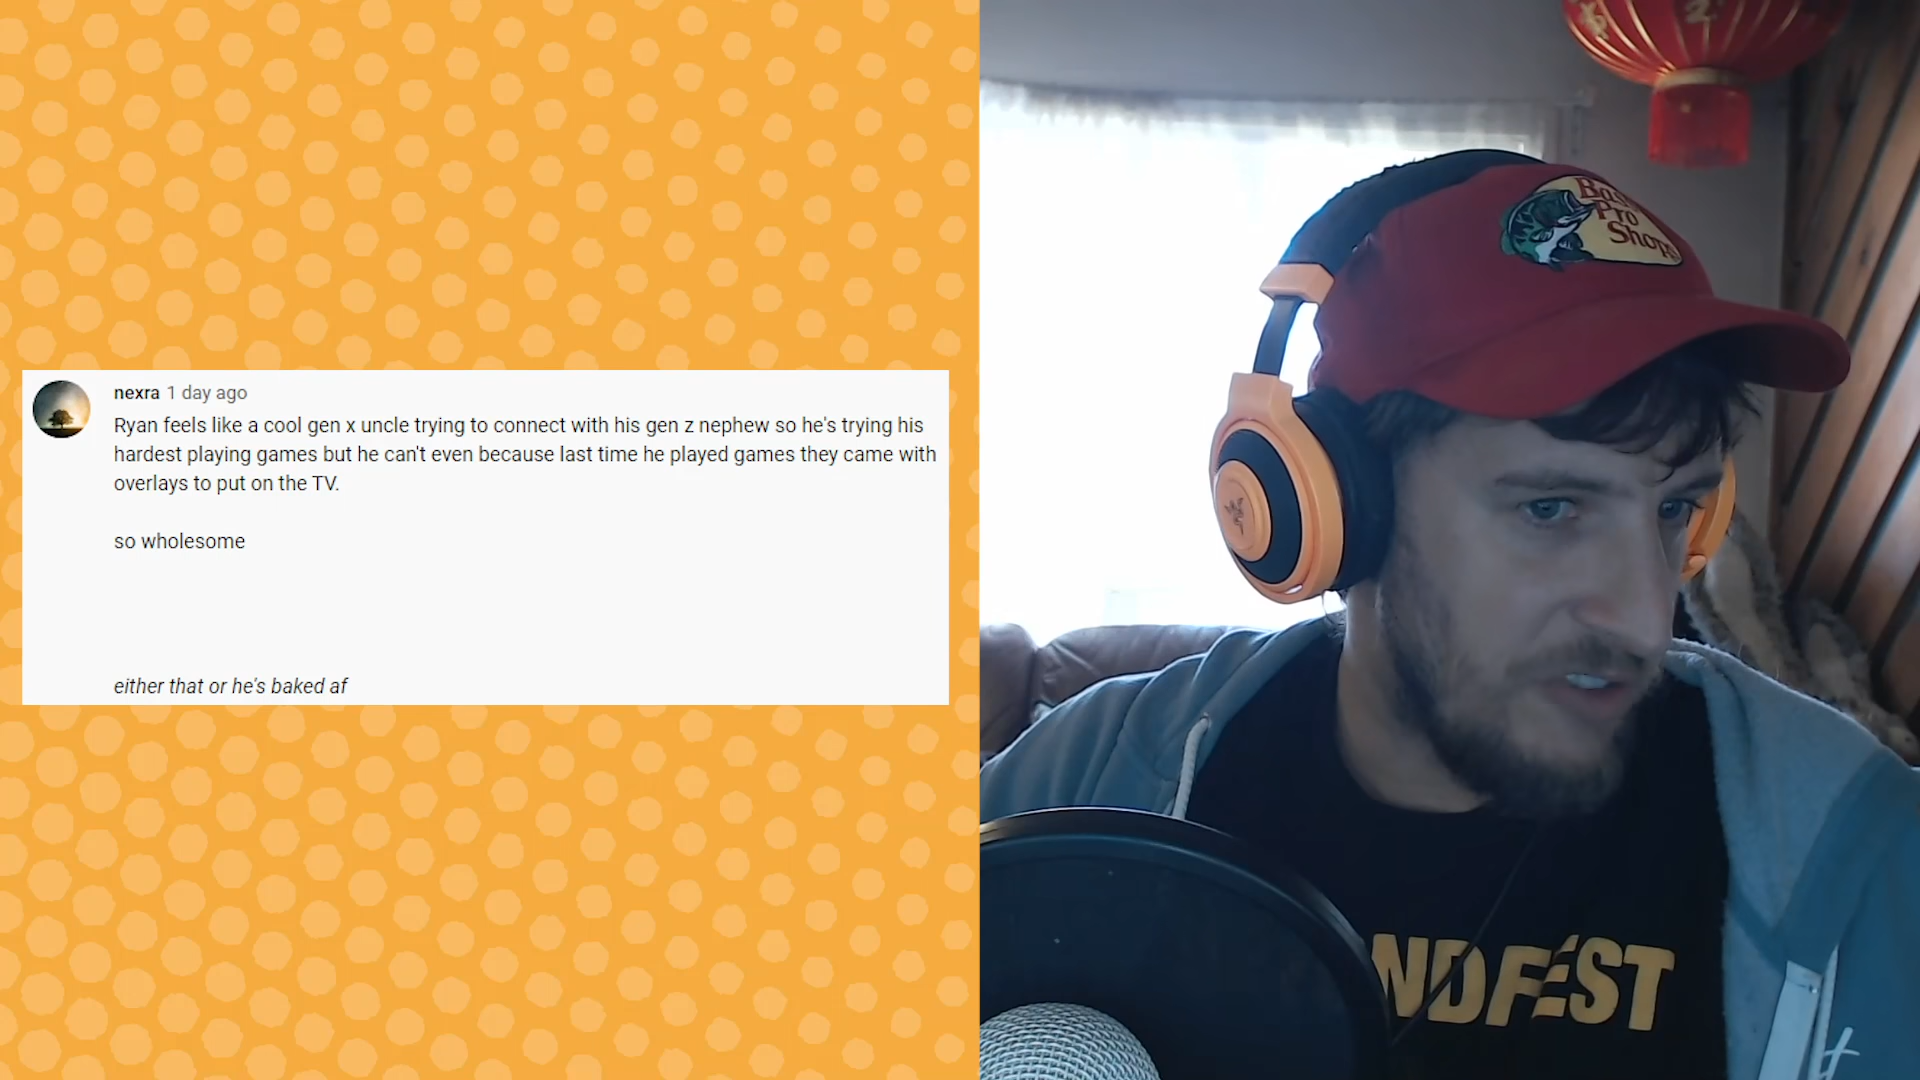 nexra 1 day ago
Ryan feels like a cool gen x uncle trying to connect with his gen z nephew so he's trying his
hardest playing games but he can't even because last time he played games they came with
overlays to put on the TV.
so wholesome
either that or he's baked af
Bass
Pro
Shops
NDFEST